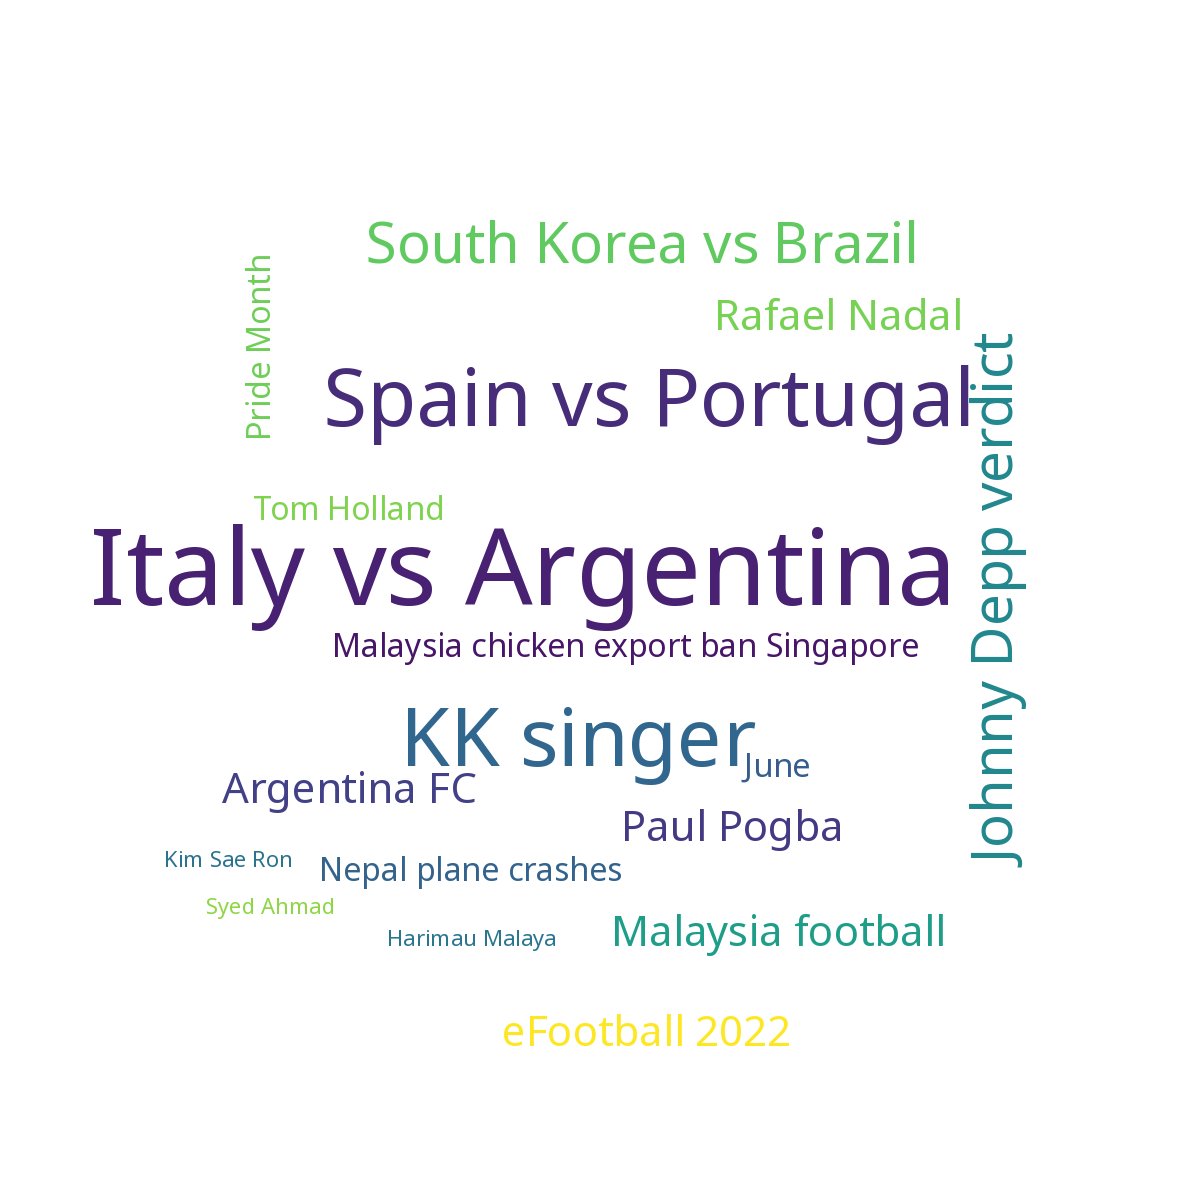 South Korea vs Brazil
Pride Month
Rafael Nadal
Spain vs Portugal
Johnny Depp verdict
Tom Holland
Italy vs Argentina
Malaysia chicken export ban Singapore
KK singer
June
Argentina FC
Paul Pogba
Kim Sae Ron
Nepal plane crashes
Syed Ahmad
Harimau Malaya
Malaysia football
eFootball 2022